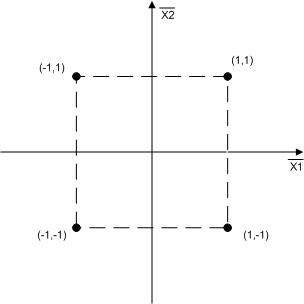 X2
(-1,1)
(1,1)
X1
(-1,-1)
(1,-1)